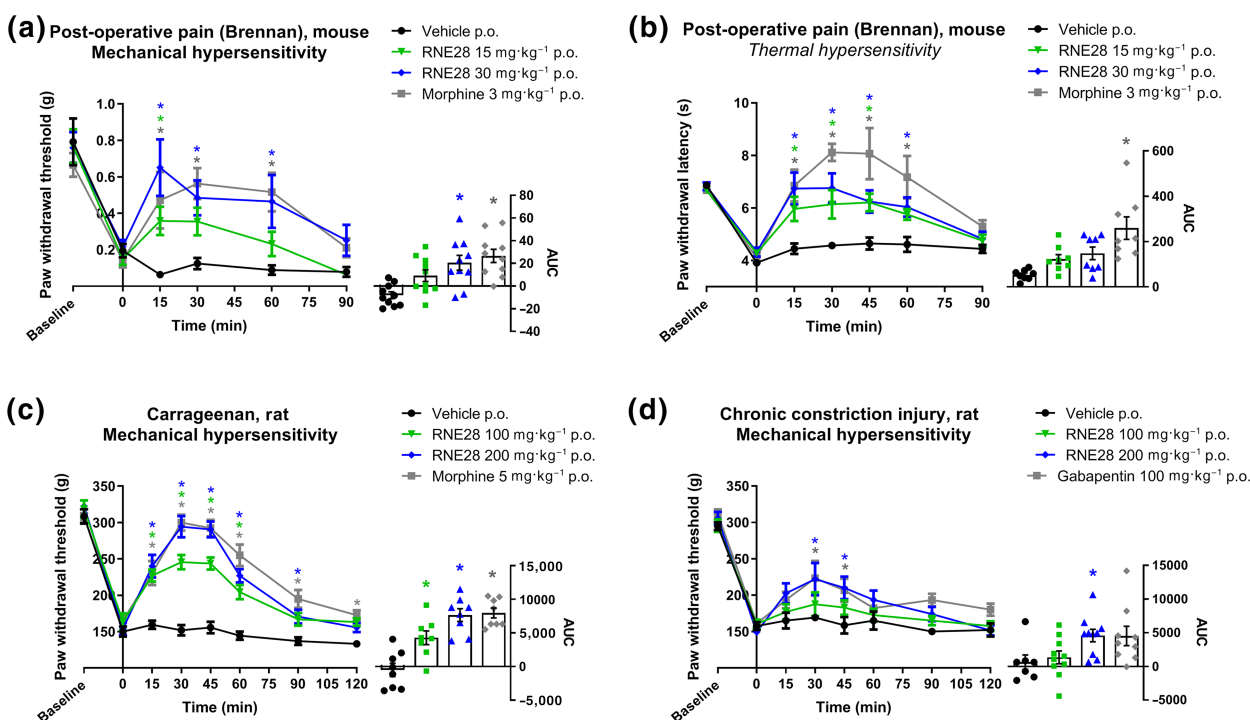 (a) Post-operative pain (Brennan), mouse
Mechanical hypersensitivity
Vehicle p.o.
RNE28 15 mg·kg⁻¹ p.o.
RNE28 30 mg·kg⁻¹ p.o.
Morphine 3 mg·kg⁻¹ p.o.
Paw withdrawal threshold (g)
1.0
0.8
0.6
0.4
0.2
Baseline
0 15 30 45 60 75 90
Time (min)
* * *
* *
* *
* *
80
60
40
20
0
−20
−40
AUC
(b) Post-operative pain (Brennan), mouse
Thermal hypersensitivity
Vehicle p.o.
RNE28 15 mg·kg⁻¹ p.o.
RNE28 30 mg·kg⁻¹ p.o.
Morphine 3 mg·kg⁻¹ p.o.
Paw withdrawal latency (s)
10
8
6
4
Baseline
0 15 30 45 60 75 90
Time (min)
* * *
* * *
* * *
* *
*
600
400
200
0
AUC
(c) Carrageenan, rat
Mechanical hypersensitivity
Vehicle p.o.
RNE28 100 mg·kg⁻¹ p.o.
RNE28 200 mg·kg⁻¹ p.o.
Morphine 5 mg·kg⁻¹ p.o.
Paw withdrawal threshold (g)
350
300
250
200
150
Baseline
0 15 30 45 60 75 90 105 120
Time (min)
* * *
* * *
* * *
* * *
* *
*
* * *
15,000
10000
5,000
0
−5,000
AUC
(d) Chronic constriction injury, rat
Mechanical hypersensitivity
Vehicle p.o.
RNE28 100 mg·kg⁻¹ p.o.
RNE28 200 mg·kg⁻¹ p.o.
Gabapentin 100 mg·kg⁻¹ p.o.
Paw withdrawal threshold (g)
350
300
250
200
150
Baseline
0 15 30 45 60 75 90 105 120
Time (min)
* *
* *
*
15000
10000
5000
0
−5000
AUC